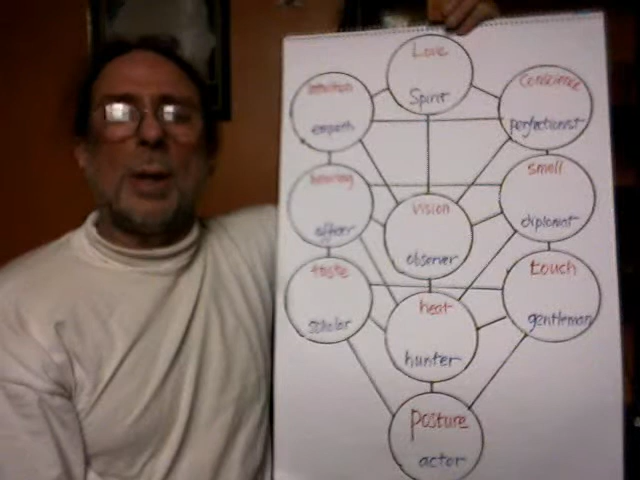 Love
Spirit
intuition
empath
Conscience
perfectionist
hearing
smell
diplomat
vision
observer
taste
scholar
touch
gentleman
heat
hunter
posture
actor